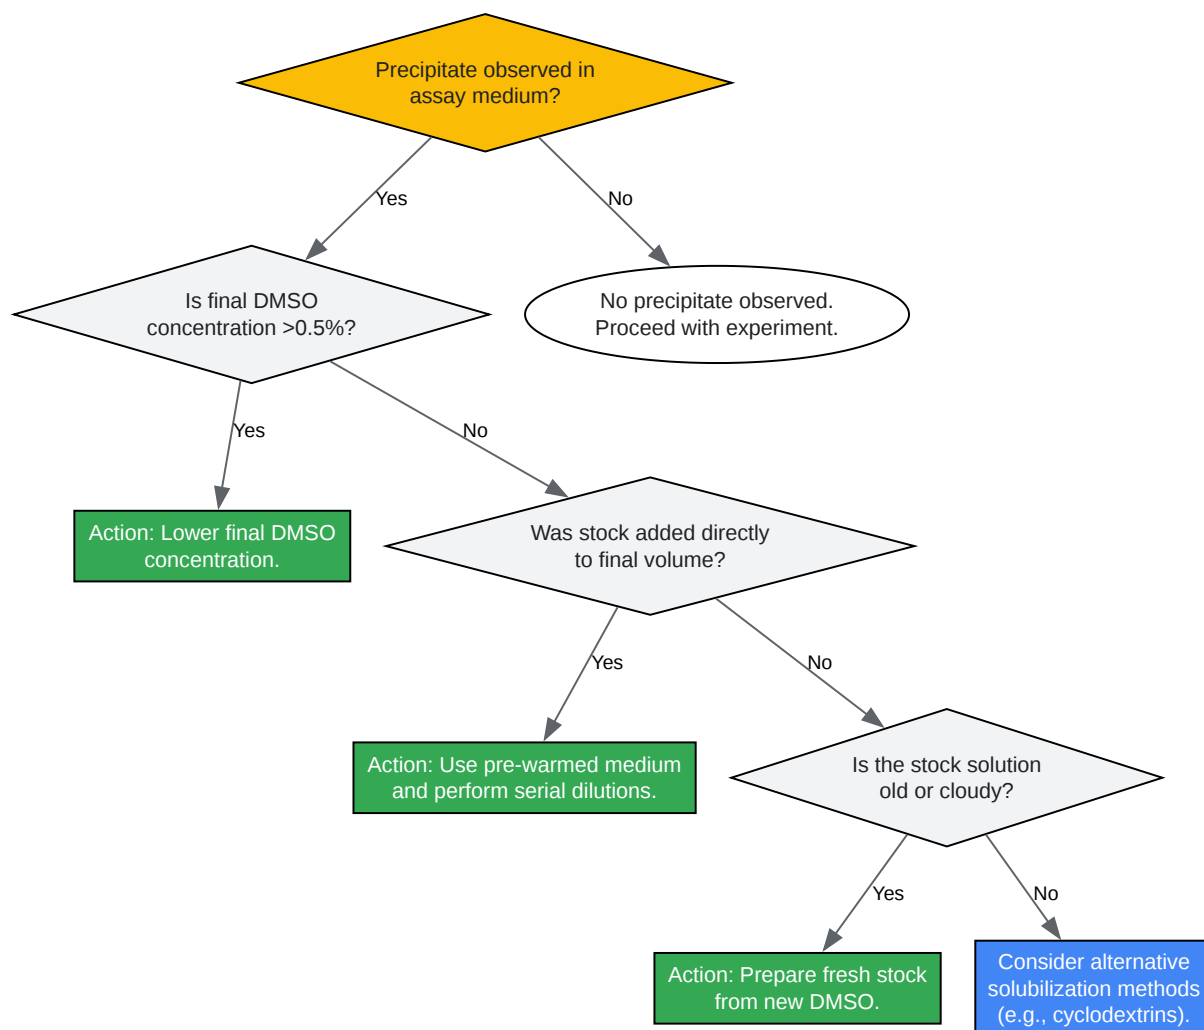 Precipitate observed in
assay medium?
Yes
No
Is final DMSO
concentration >0.5%?
No precipitate observed.
Proceed with experiment.
Yes
No
Action: Lower final DMSO
concentration.
Was stock added directly
to final volume?
Yes
No
Action: Use pre-warmed medium
and perform serial dilutions.
Is the stock solution
old or cloudy?
Yes
No
Action: Prepare fresh stock
from new DMSO.
Consider alternative
solubilization methods
(e.g., cyclodextrins).